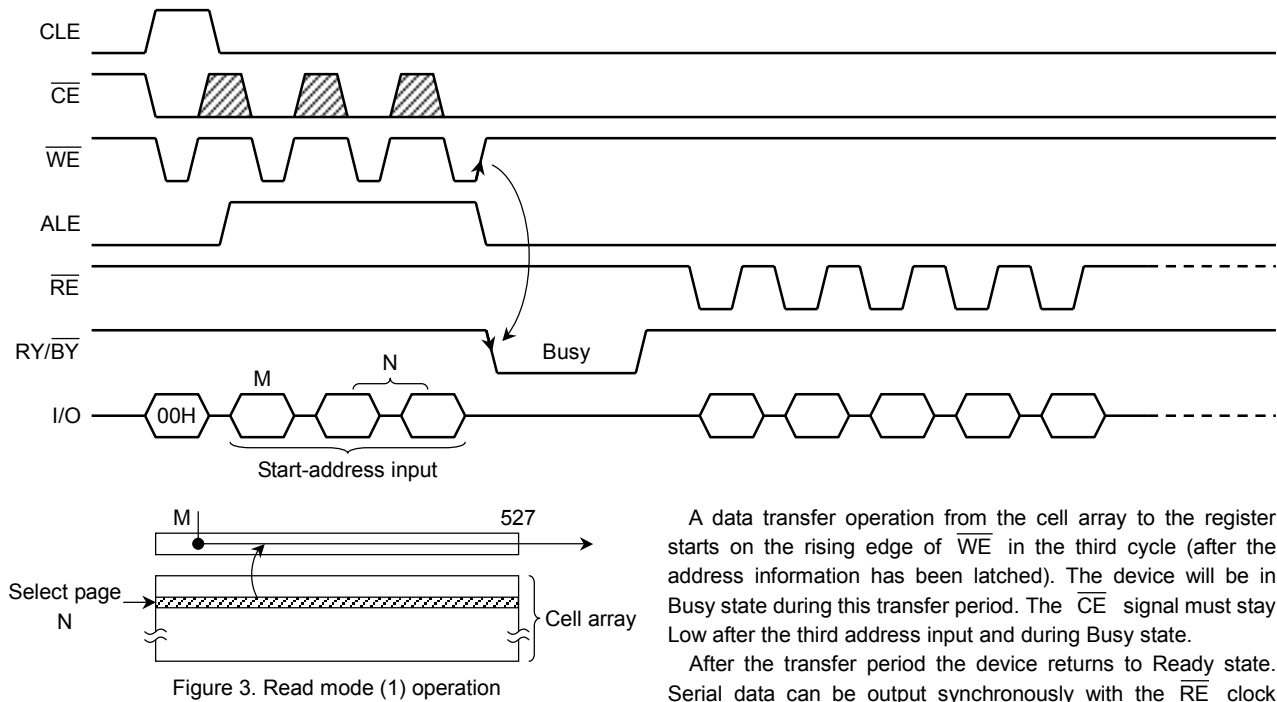 CLE
CE
WE
ALE
RE
RY/BY
Busy
M
N
I/O
00H
Start-address input
M
527
Select page
N
Cell array
Figure 3. Read mode (1) operation
A data transfer operation from the cell array to the register
starts on the rising edge of WE in the third cycle (after the
address information has been latched). The device will be in
Busy state during this transfer period. The CE signal must stay
Low after the third address input and during Busy state.
After the transfer period the device returns to Ready state.
Serial data can be output synchronously with the RE clock